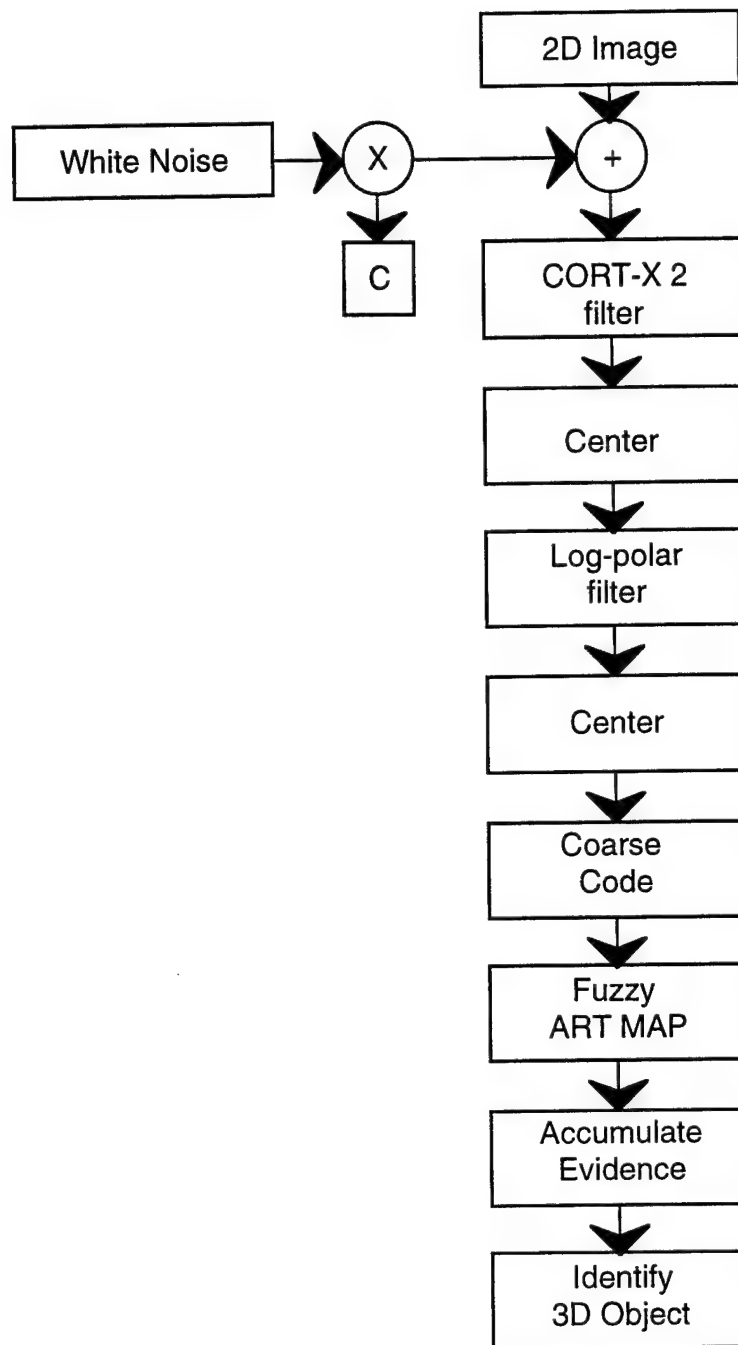 2D Image
White Noise
X
+
C
CORT-X 2
filter
Center
Log-polar
filter
Center
Coarse
Code
Fuzzy
ART MAP
Accumulate
Evidence
Identify
3D Object